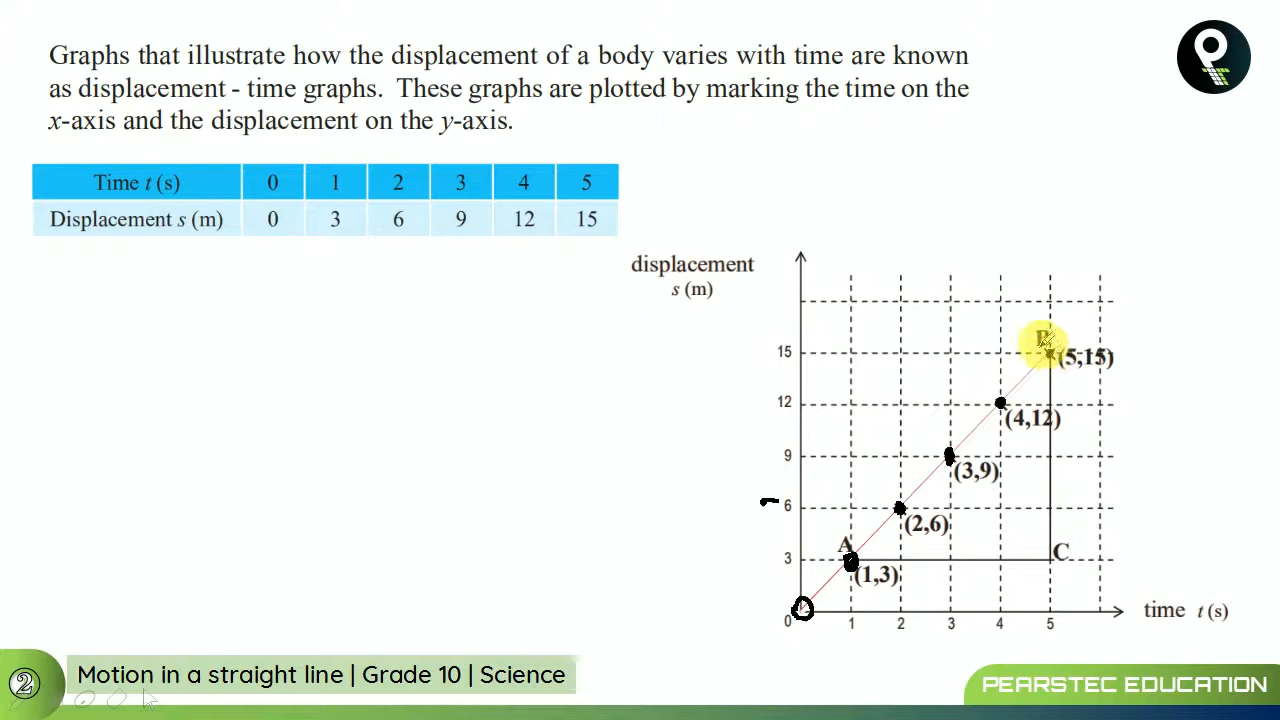 Graphs that illustrate how the displacement of a body varies with time are known
as displacement - time graphs. These graphs are plotted by marking the time on the
x-axis and the displacement on the y-axis.
Time t (s) 0 1 2 3 4 5
Displacement s (m) 0 3 6 9 12 15
displacement
s (m)
B
15
(5,15)
12
(4,12)
9
(3,9)
6
(2,6)
A
C
3
(1,3)
0
1 2 3 4 5
time t (s)
2
Motion in a straight line | Grade 10 | Science
PEARSTEC EDUCATION